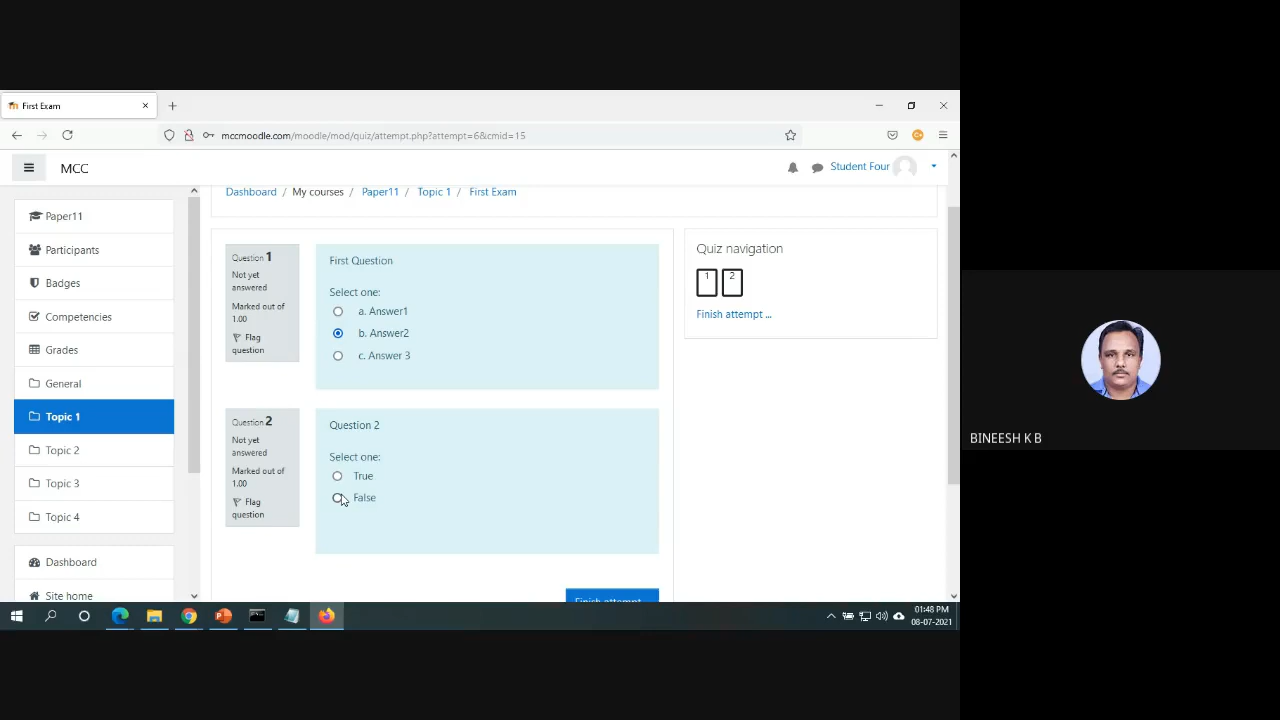 First Exam
mccmoodle.com/moodle/mod/quiz/attempt.php?attempt=6&cmid=15
MCC
Student Four
Dashboard / My courses / Paper11 / Topic 1 / First Exam
Paper11
Participants
Badges
Competencies
Grades
General
Topic 1
Topic 2
Topic 3
Topic 4
Dashboard
Site home
Question 1
Not yet
answered
Marked out of
1.00
Flag
question
First Question
Select one:
a. Answer1
b. Answer2
c. Answer 3
Question 2
Not yet
answered
Marked out of
1.00
Flag
question
Question 2
Select one:
True
False
Finish attempt ...
Quiz navigation
1
2
Finish attempt ...
01:48 PM
08-07-2021
BINEESH K B